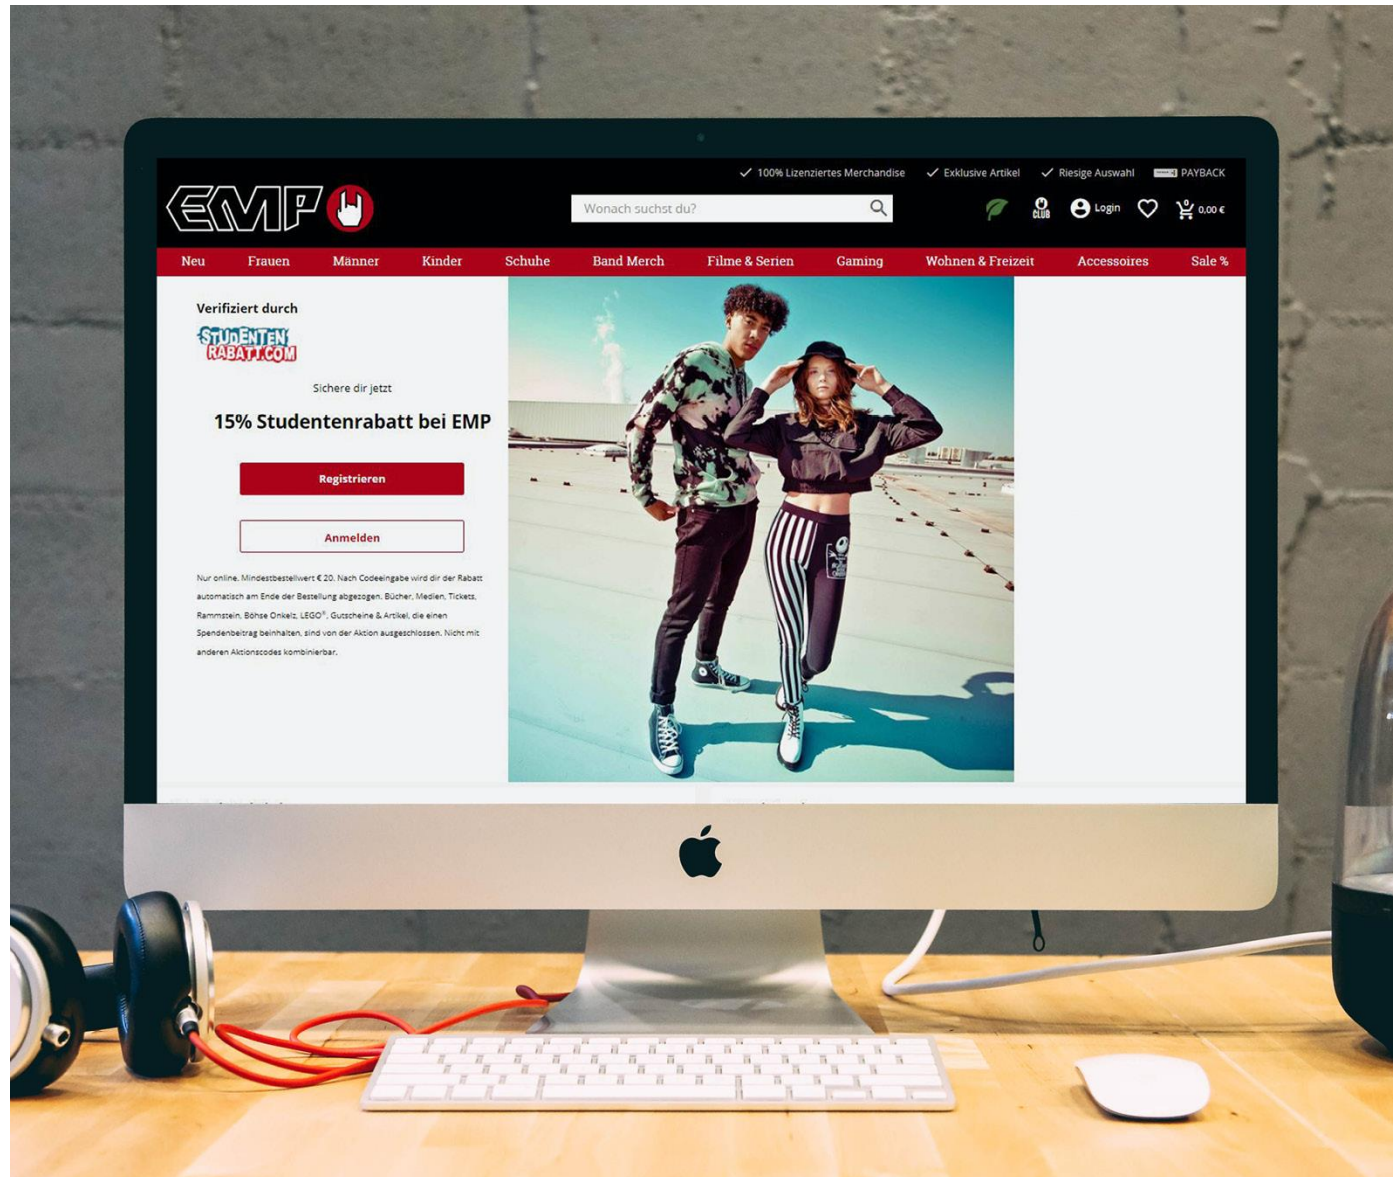 100% Lizenziertes Merchandise Exklusive Artikel Riesige Auswahl PAYBACK
EMP
Wonach suchst du?
CLUB
Login
0
0,00 €
Neu Frauen Männer Kinder Schuhe Band Merch Filme & Serien Gaming Wohnen & Freizeit Accessoires Sale %
Verifiziert durch
STUDENTEN
RABATT.COM
Sichere dir jetzt
15% Studentenrabatt bei EMP
Registrieren
Anmelden
Nur online. Mindestbestellwert € 20. Nach Codeeingabe wird dir der Rabatt
automatisch am Ende der Bestellung abgezogen. Bücher, Medien, Tickets,
Rammstein, Böhse Onkelz, LEGO®, Gutscheine & Artikel, die einen
Spendenbeitrag beinhalten, sind von der Aktion ausgeschlossen. Nicht mit
anderen Aktionscodes kombinierbar.